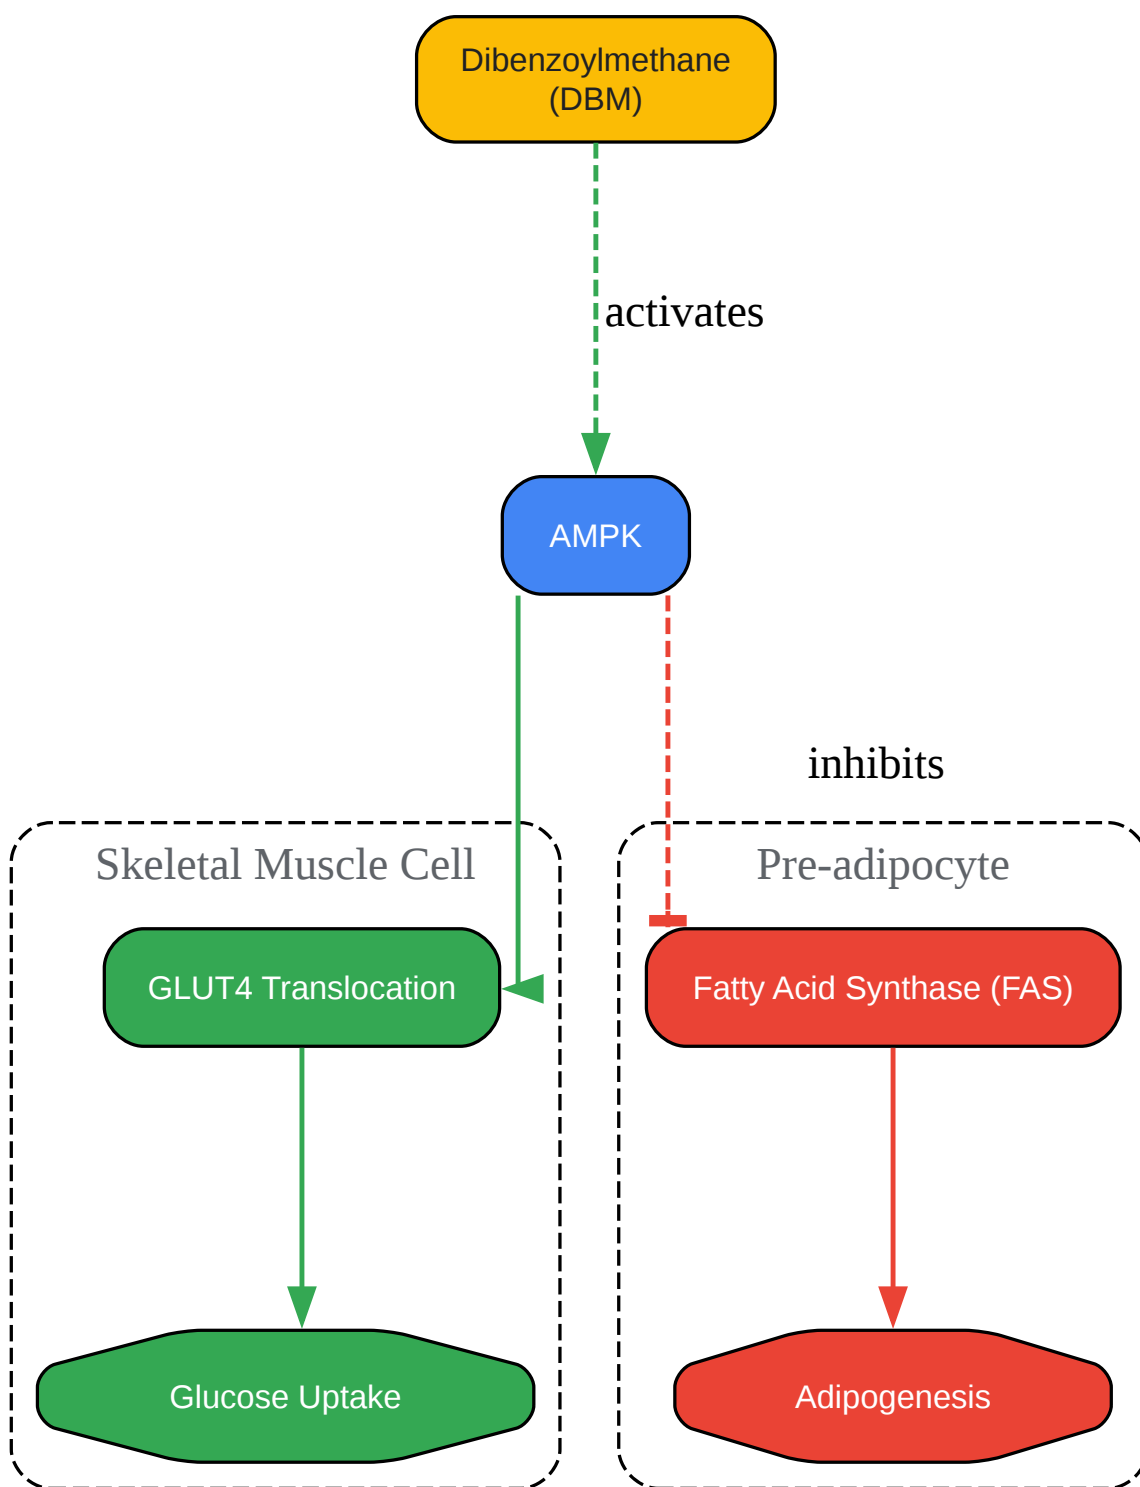 Dibenzoylmethane
(DBM)
activates
AMPK
inhibits
Skeletal Muscle Cell
Pre-adipocyte
GLUT4 Translocation
Fatty Acid Synthase (FAS)
Glucose Uptake
Adipogenesis